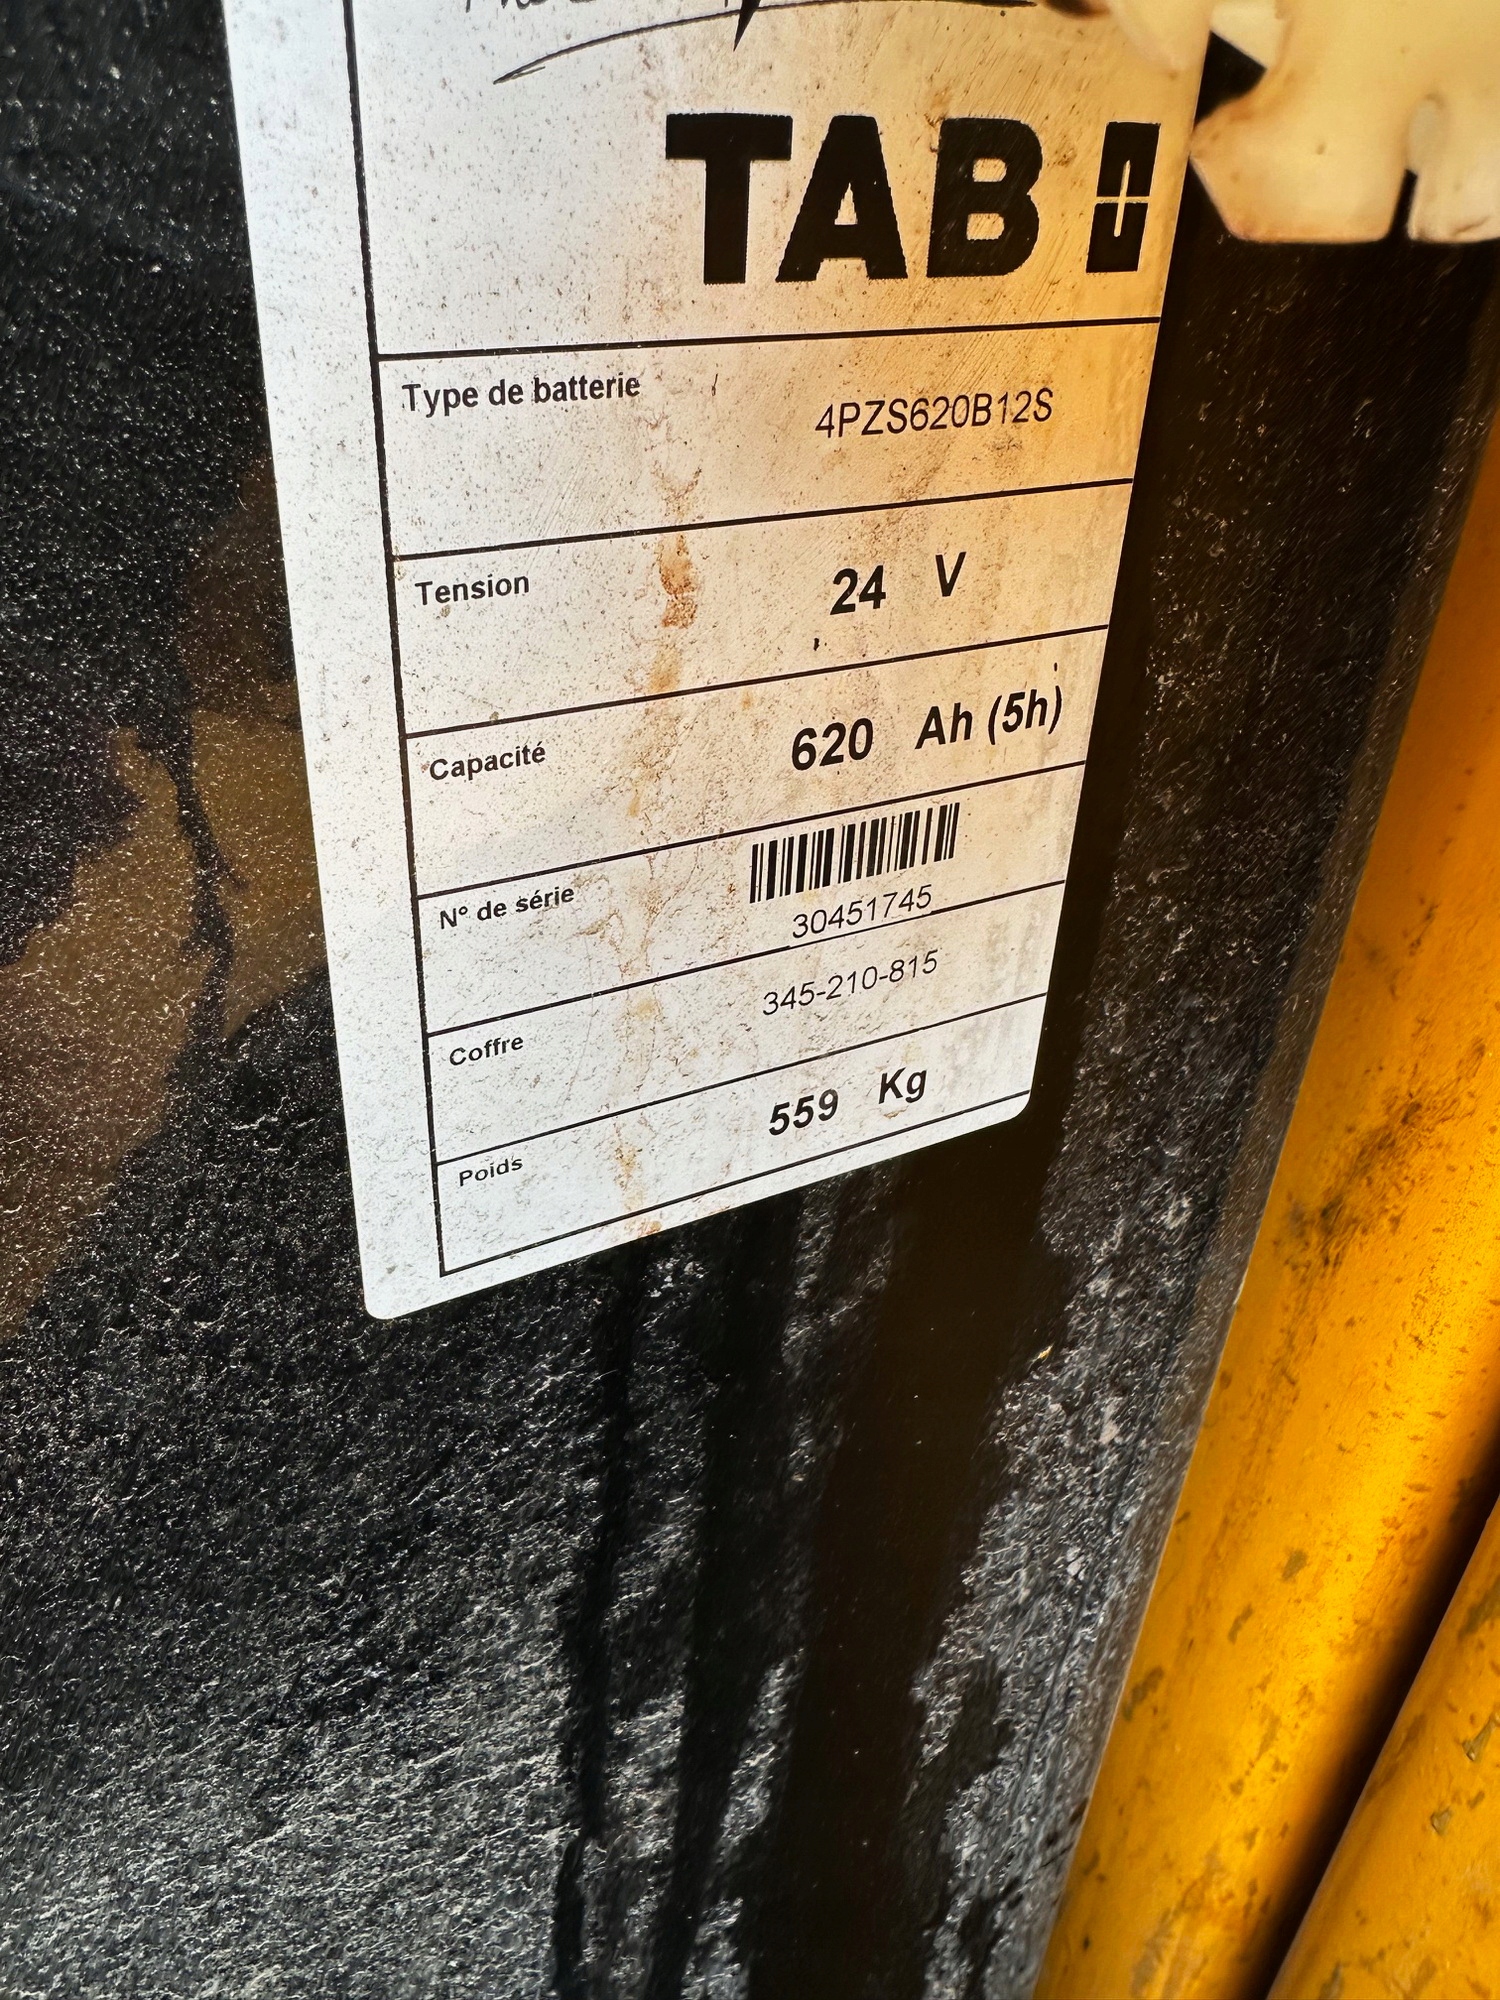 TAB
Type de batterie 4PZS620B12S
Tension 24 V
Capacité 620 Ah (5h)
N° de série 30451745
Coffre 345-210-815
Poids 559 Kg